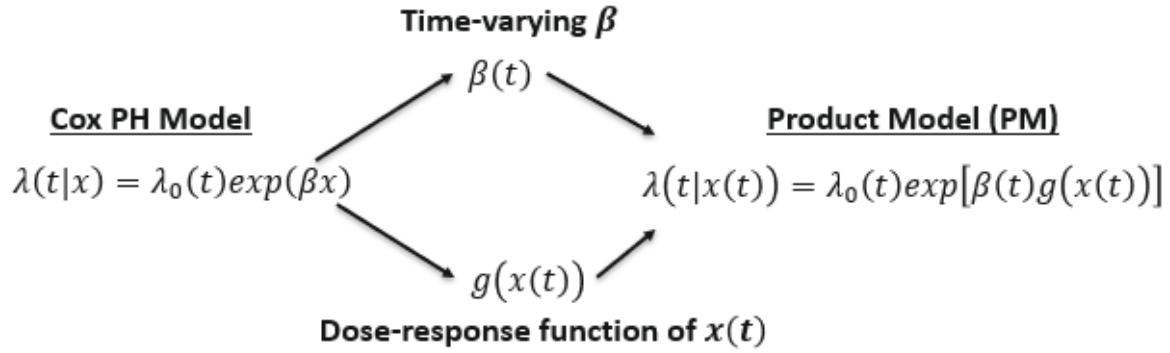 Time-varying β
β(t)
Cox PH Model
λ(t|x) = λ₀(t)exp(βx)
Product Model (PM)
λ(t|x(t)) = λ₀(t)exp[β(t)g(x(t))]
g(x(t))
Dose-response function of x(t)